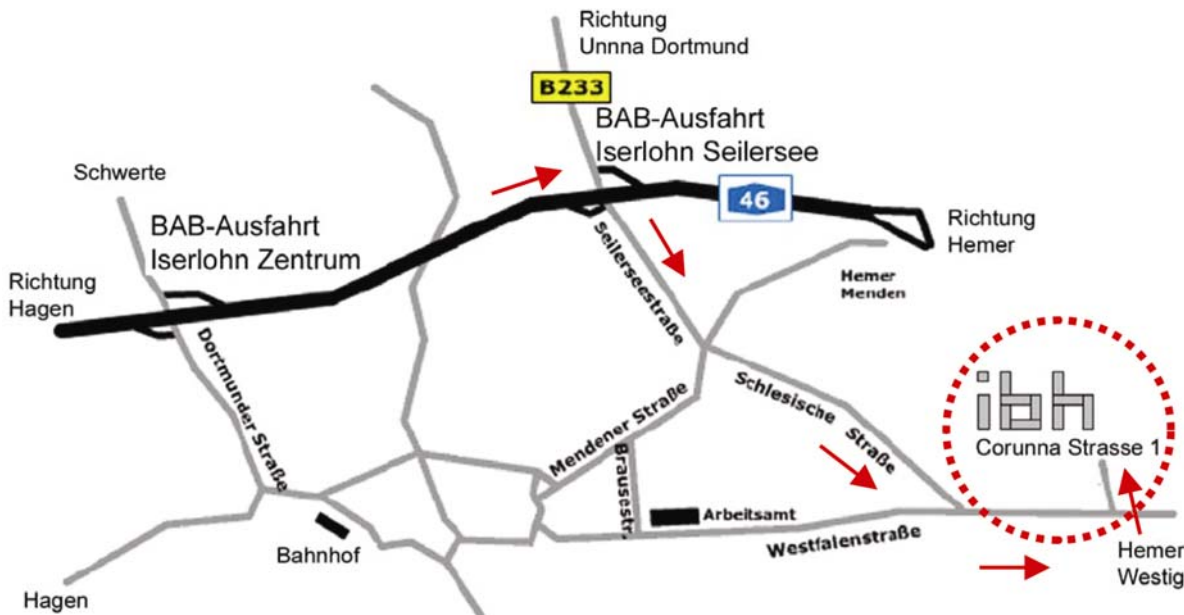 Richtung
Unnna Dortmund
B233
BAB-Ausfahrt
Iserlohn Seilersee
Schwerte
46
BAB-Ausfahrt
Iserlohn Zentrum
Richtung
Hemer
Richtung
Hagen
Hemer
Menden
Seilerseestraße
Dortmunder Straße
Schlesische Straße
Mendener Straße
ibh
Corunna Strasse 1
Brausestr.
Arbeitsamt
Westfalenstraße
Bahnhof
Hemer
Westig
Hagen